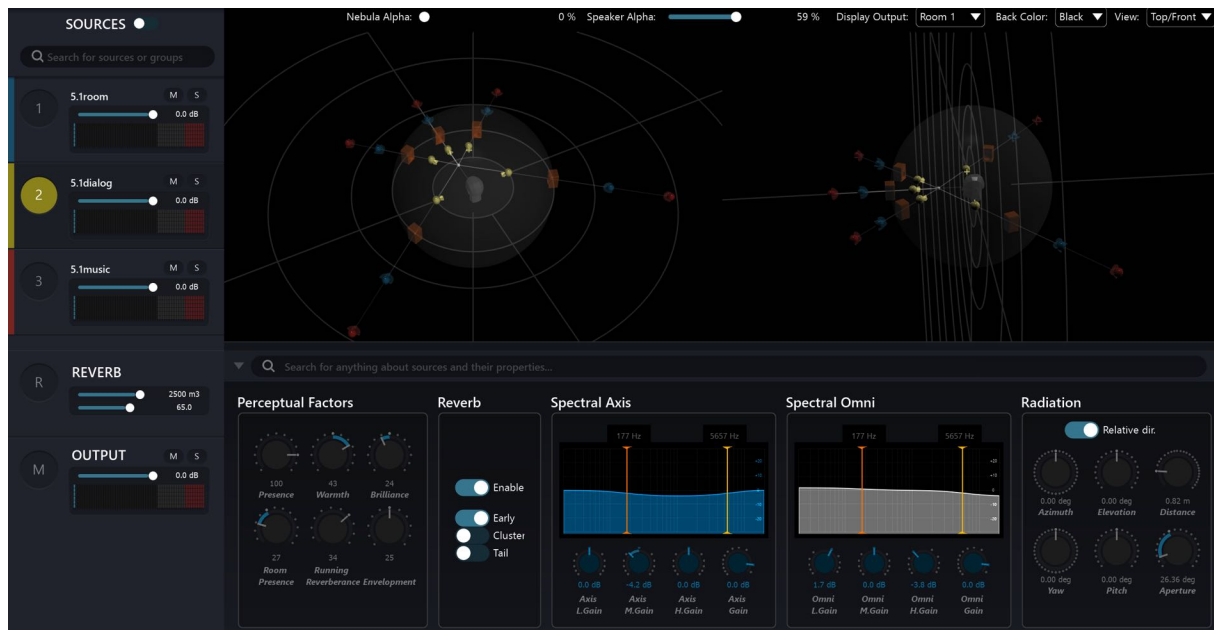 SOURCES
Search for sources or groups
1
5.1room
M S
0.0 dB
2
5.1dialog
M S
0.0 dB
3
5.1music
M S
0.0 dB
R
REVERB
2500 m3
65.0
M
OUTPUT
M S
0.0 dB
Nebula Alpha: 0 % Speaker Alpha: 59 % Display Output: Room 1 Back Color: Black View: Top/Front
Search for anything about sources and their properties...
Perceptual Factors
100 43 24
Presence Warmth Brilliance
27 34 25
Room Presence Running Reverberance Envelopment
Reverb
Enable
Early
Cluster
Tail
Spectral Axis
177 Hz 5657 Hz
0.0 dB -4.2 dB 0.0 dB 0.0 dB
Axis L.Gain Axis M.Gain Axis H.Gain Axis Gain
Spectral Omni
177 Hz 5657 Hz
1.7 dB 0.0 dB -3.8 dB 0.0 dB
Omni L.Gain Omni M.Gain Omni H.Gain Omni Gain
Radiation
Relative dir.
0.00 deg 0.00 deg 0.82 m
Azimuth Elevation Distance
0.00 deg 0.00 deg 26.36 deg
Yaw Pitch Aperture